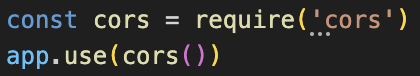 const cors = require('cors')
app.use(cors())